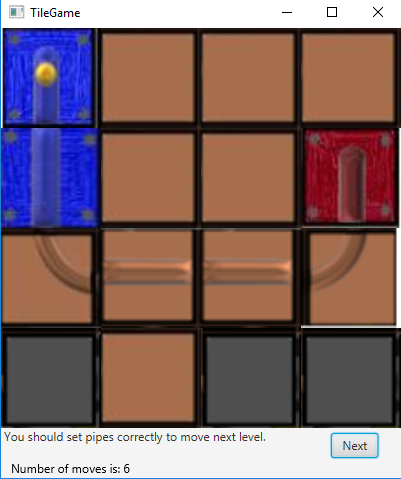 TileGame
You should set pipes correctly to move next level.
Next
Number of moves is: 6